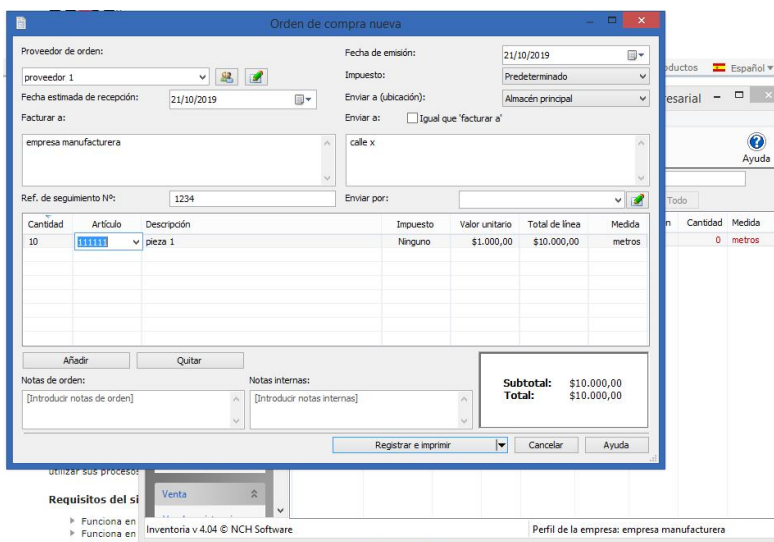 Orden de compra nueva
Proveedor de orden:
Fecha de emisión:
21/10/2019
proveedor 1
Impuesto:
Predeterminado
Fecha estimada de recepción:
21/10/2019
Enviar a (ubicación):
Almacén principal
Facturar a:
Enviar a:
Igual que 'facturar a'
empresa manufacturera
calle x
Ref. de seguimiento Nº:
1234
Enviar por:
Cantidad Artículo Descripción Impuesto Valor unitario Total de línea Medida
10 111111 pieza 1 Ninguno $1.000,00 $10.000,00 metros
Añadir
Quitar
Notas de orden:
Notas internas:
[Introducir notas de orden]
[Introducir notas internas]
Subtotal: $10.000,00
Total: $10.000,00
Registrar e imprimir
Cancelar
Ayuda
Español
Ayuda
Todo
Cantidad Medida
0 metros
utilizar sus procesos
Requisitos del si
Funciona en
Funciona en
Venta
Inventoria v 4.04 © NCH Software
Perfil de la empresa: empresa manufacturera